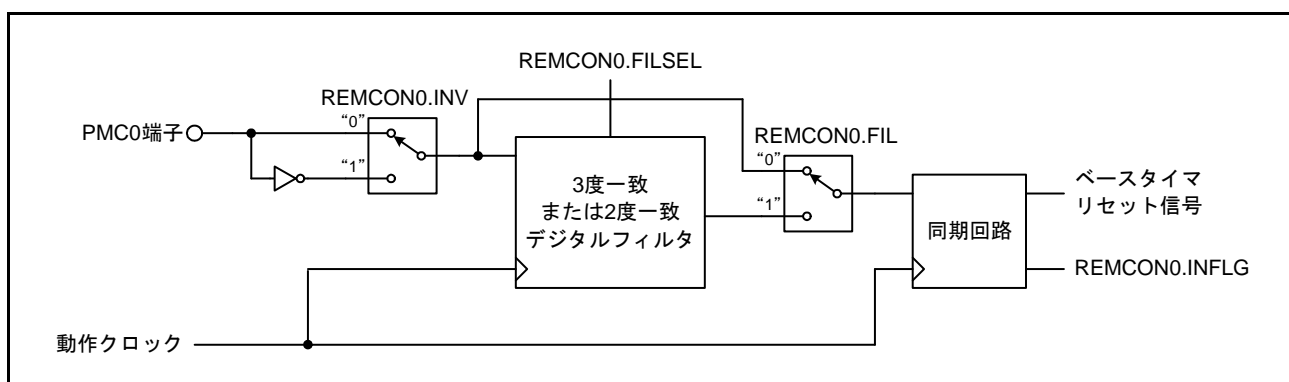 REMCON0.FILSEL
REMCON0.INV
PMC0端子
“0”
“1”
REMCON0.FIL
“0”
“1”
3度一致
または2度一致
デジタルフィルタ
同期回路
ベースタイマ
リセット信号
REMCON0.INFLG
動作クロック